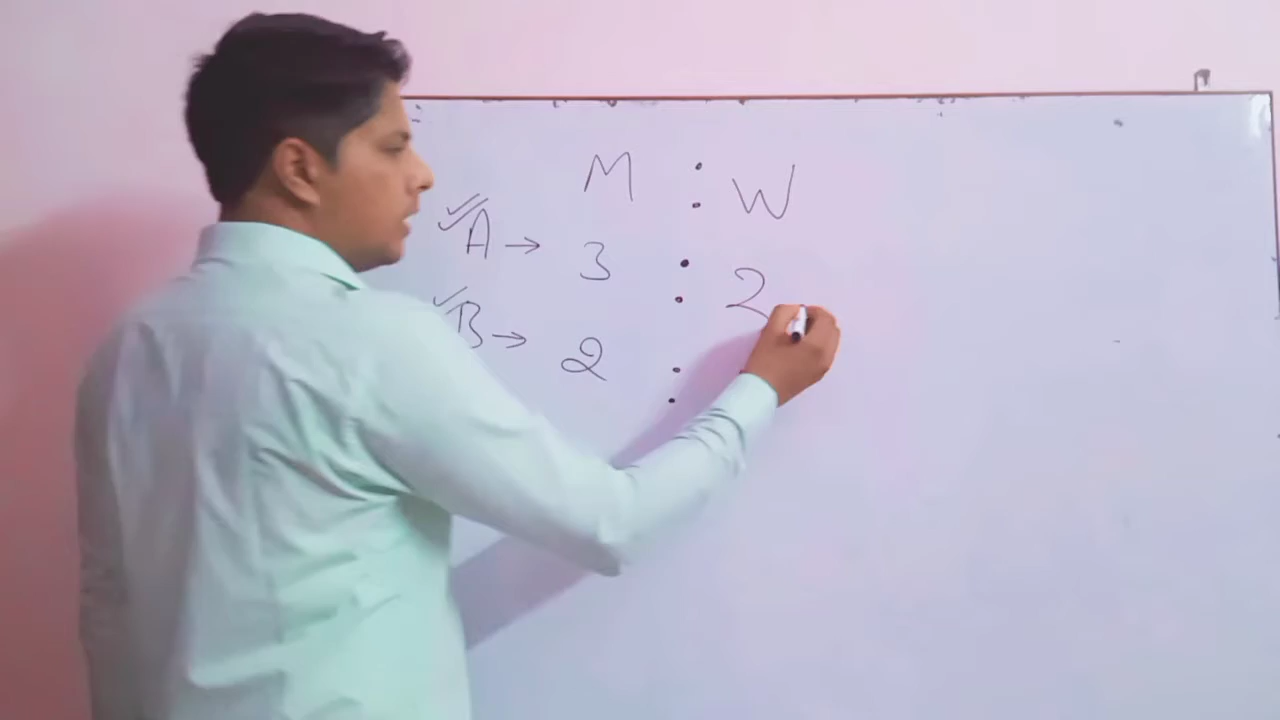 M : W
A → 3 : 2
B → 2 :